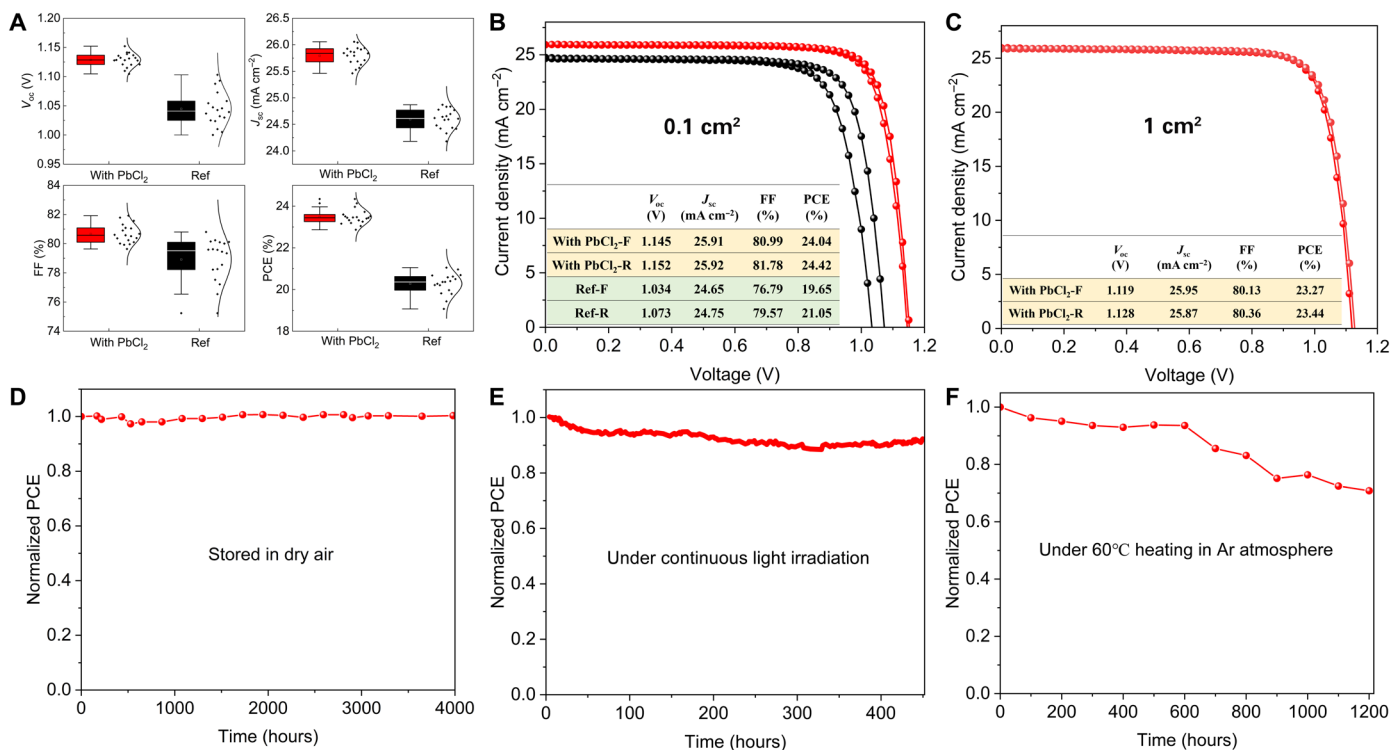 A
V_oc (V)
1.20
1.15
1.10
1.05
1.00
0.95
With PbCl₂
Ref
J_sc (mA cm⁻²)
26.5
26.0
25.5
25.0
24.5
24.0
With PbCl₂
Ref
FF (%)
84
82
80
78
76
74
With PbCl₂
Ref
PCE (%)
24
22
20
18
With PbCl₂
Ref
B
Current density (mA cm⁻²)
25
20
15
10
5
0
0.1 cm²
V_oc J_sc FF PCE
(V) (mA cm⁻²) (%) (%)
With PbCl₂-F 1.145 25.91 80.99 24.04
With PbCl₂-R 1.152 25.92 81.78 24.42
Ref-F 1.034 24.65 76.79 19.65
Ref-R 1.073 24.75 79.57 21.05
0.0 0.2 0.4 0.6 0.8 1.0 1.2
Voltage (V)
C
Current density (mA cm⁻²)
25
20
15
10
5
0
1 cm²
V_oc J_sc FF PCE
(V) (mA cm⁻²) (%) (%)
With PbCl₂-F 1.119 25.95 80.13 23.27
With PbCl₂-R 1.128 25.87 80.36 23.44
0.0 0.2 0.4 0.6 0.8 1.0 1.2
Voltage (V)
D
Normalized PCE
1.0
0.8
0.6
0.4
0.2
0.0
Stored in dry air
0 1000 2000 3000 4000
Time (hours)
E
Normalized PCE
1.0
0.8
0.6
0.4
0.2
0.0
Under continuous light irradiation
0 100 200 300 400
Time (hours)
F
Normalized PCE
1.0
0.8
0.6
0.4
0.2
0.0
Under 60℃ heating in Ar atmosphere
0 200 400 600 800 1000 1200
Time (hours)